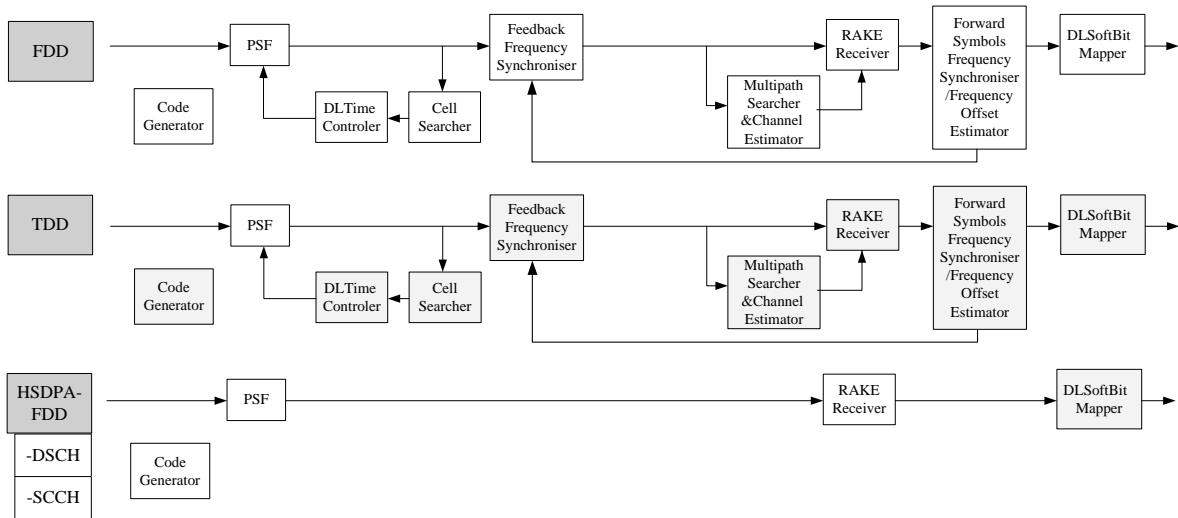 FDD
PSF
Code
Generator
DLTime
Controler
Cell
Searcher
Feedback
Frequency
Synchroniser
Multipath
Searcher
&Channel
Estimator
RAKE
Receiver
Forward
Symbols
Frequency
Synchroniser
/Frequency
Offset
Estimator
DLSoftBit
Mapper
TDD
PSF
Code
Generator
DLTime
Controler
Cell
Searcher
Feedback
Frequency
Synchroniser
Multipath
Searcher
&Channel
Estimator
RAKE
Receiver
Forward
Symbols
Frequency
Synchroniser
/Frequency
Offset
Estimator
DLSoftBit
Mapper
HSDPA-
FDD
-DSCH
-SCCH
PSF
Code
Generator
RAKE
Receiver
DLSoftBit
Mapper